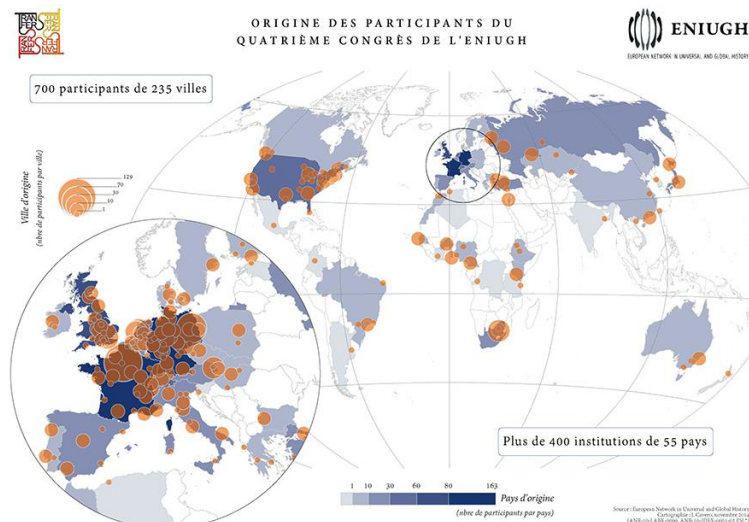 TRANSFERS
ORIGINE DES PARTICIPANTS DU
QUATRIÈME CONGRÈS DE L'ENIUGH
ENIUGH
EUROPEAN NETWORK IN UNIVERSAL AND GLOBAL HISTORY
700 participants de 235 villes
Ville d'origine
(nbre de participants par ville)
129
70
30
10
1
Plus de 400 institutions de 55 pays
1 10 30 60 80 163
Pays d'origine
(nbre de participants par pays)
Source : European Network in Universal and Global History
Cartographie :
novembre